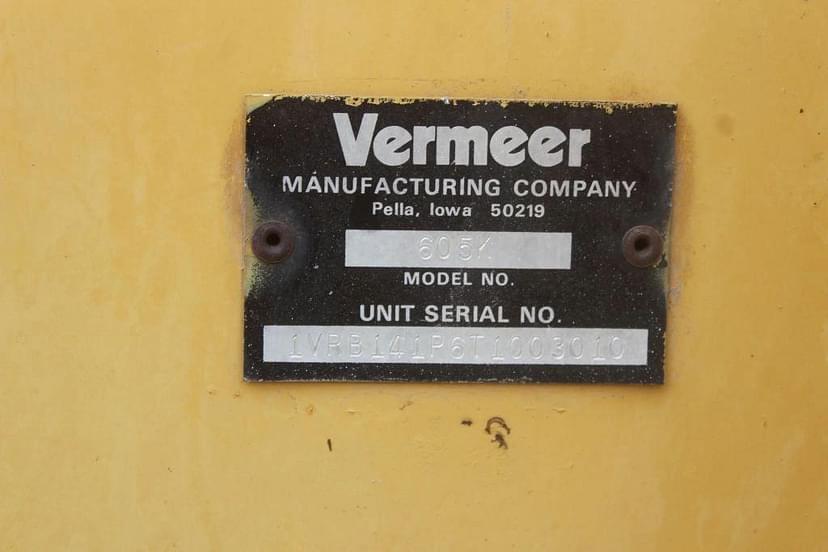 Vermeer
MANUFACTURING COMPANY
Pella, Iowa 50219
605K
MODEL NO.
UNIT SERIAL NO.
1VRB141P6T1003010